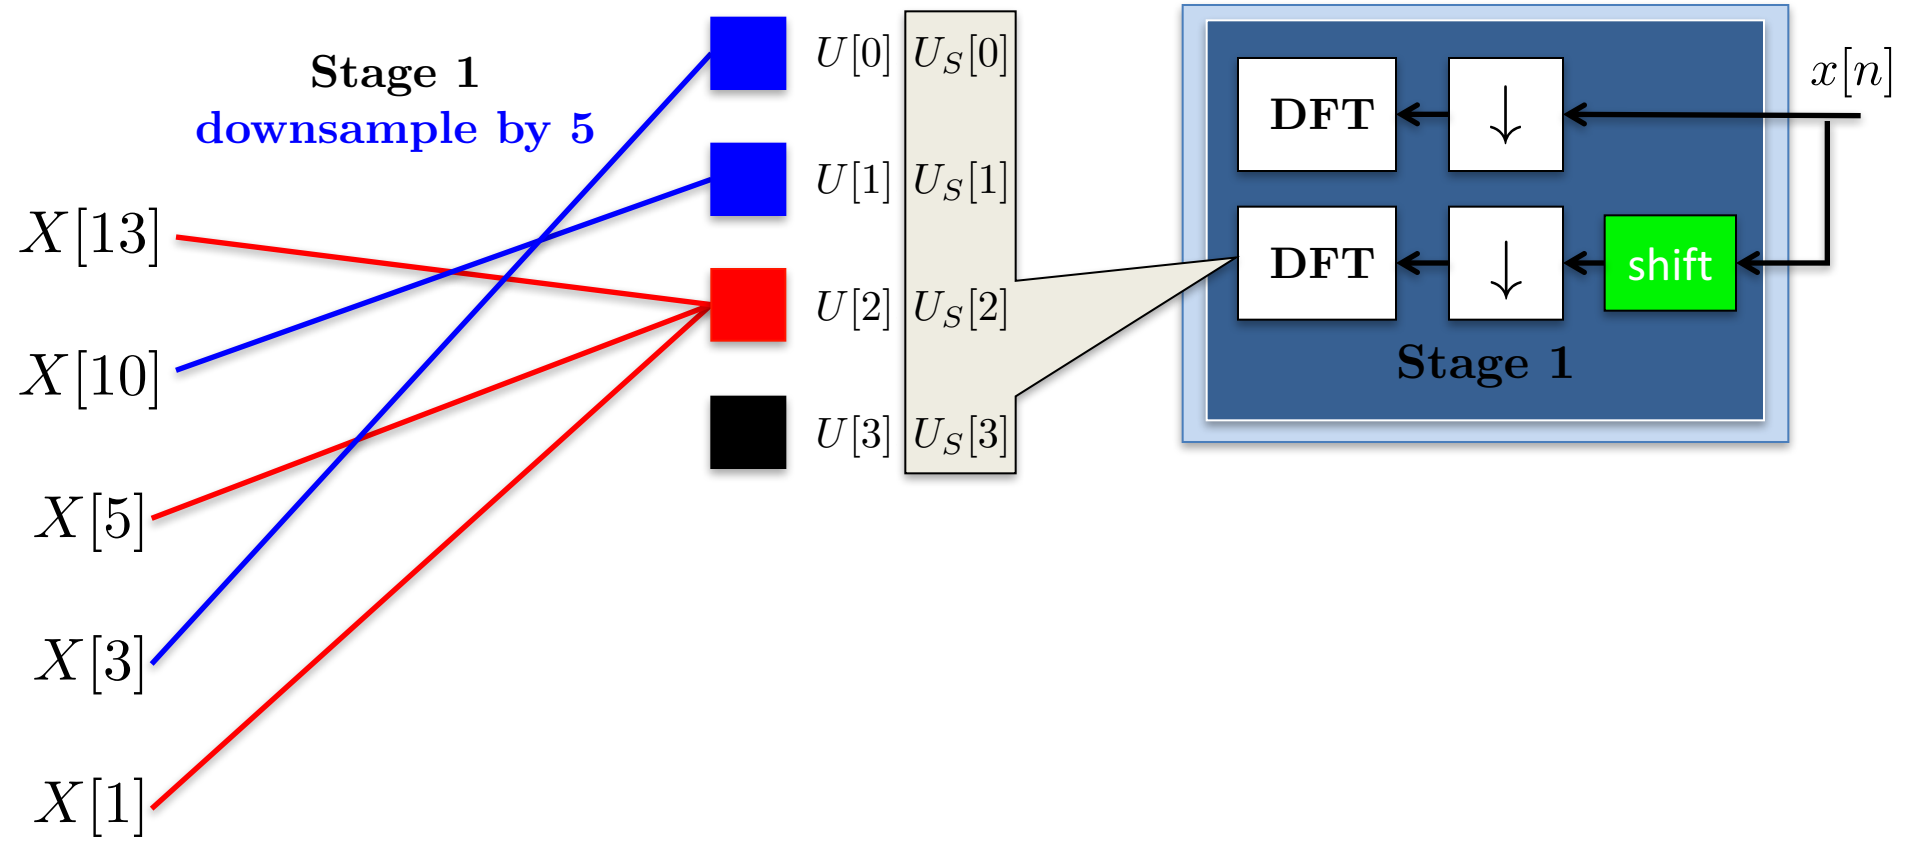 Stage 1
downsample by 5
X[13]
X[10]
X[5]
X[3]
X[1]
U[0] U_S[0]
U[1] U_S[1]
U[2] U_S[2]
U[3] U_S[3]
x[n]
DFT ↓
DFT ↓ shift
Stage 1